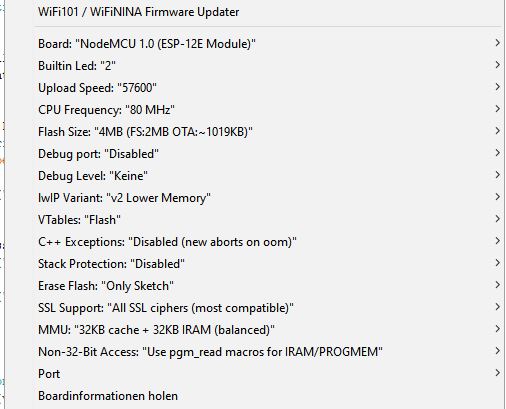 WiFi101 / WiFiNINA Firmware Updater
Board: "NodeMCU 1.0 (ESP-12E Module)"
Builtin Led: "2"
Upload Speed: "57600"
CPU Frequency: "80 MHz"
Flash Size: "4MB (FS:2MB OTA:~1019KB)"
Debug port: "Disabled"
Debug Level: "Keine"
lwIP Variant: "v2 Lower Memory"
VTables: "Flash"
C++ Exceptions: "Disabled (new aborts on oom)"
Stack Protection: "Disabled"
Erase Flash: "Only Sketch"
SSL Support: "All SSL ciphers (most compatible)"
MMU: "32KB cache + 32KB IRAM (balanced)"
Non-32-Bit Access: "Use pgm_read macros for IRAM/PROGMEM"
Port
Boardinformationen holen